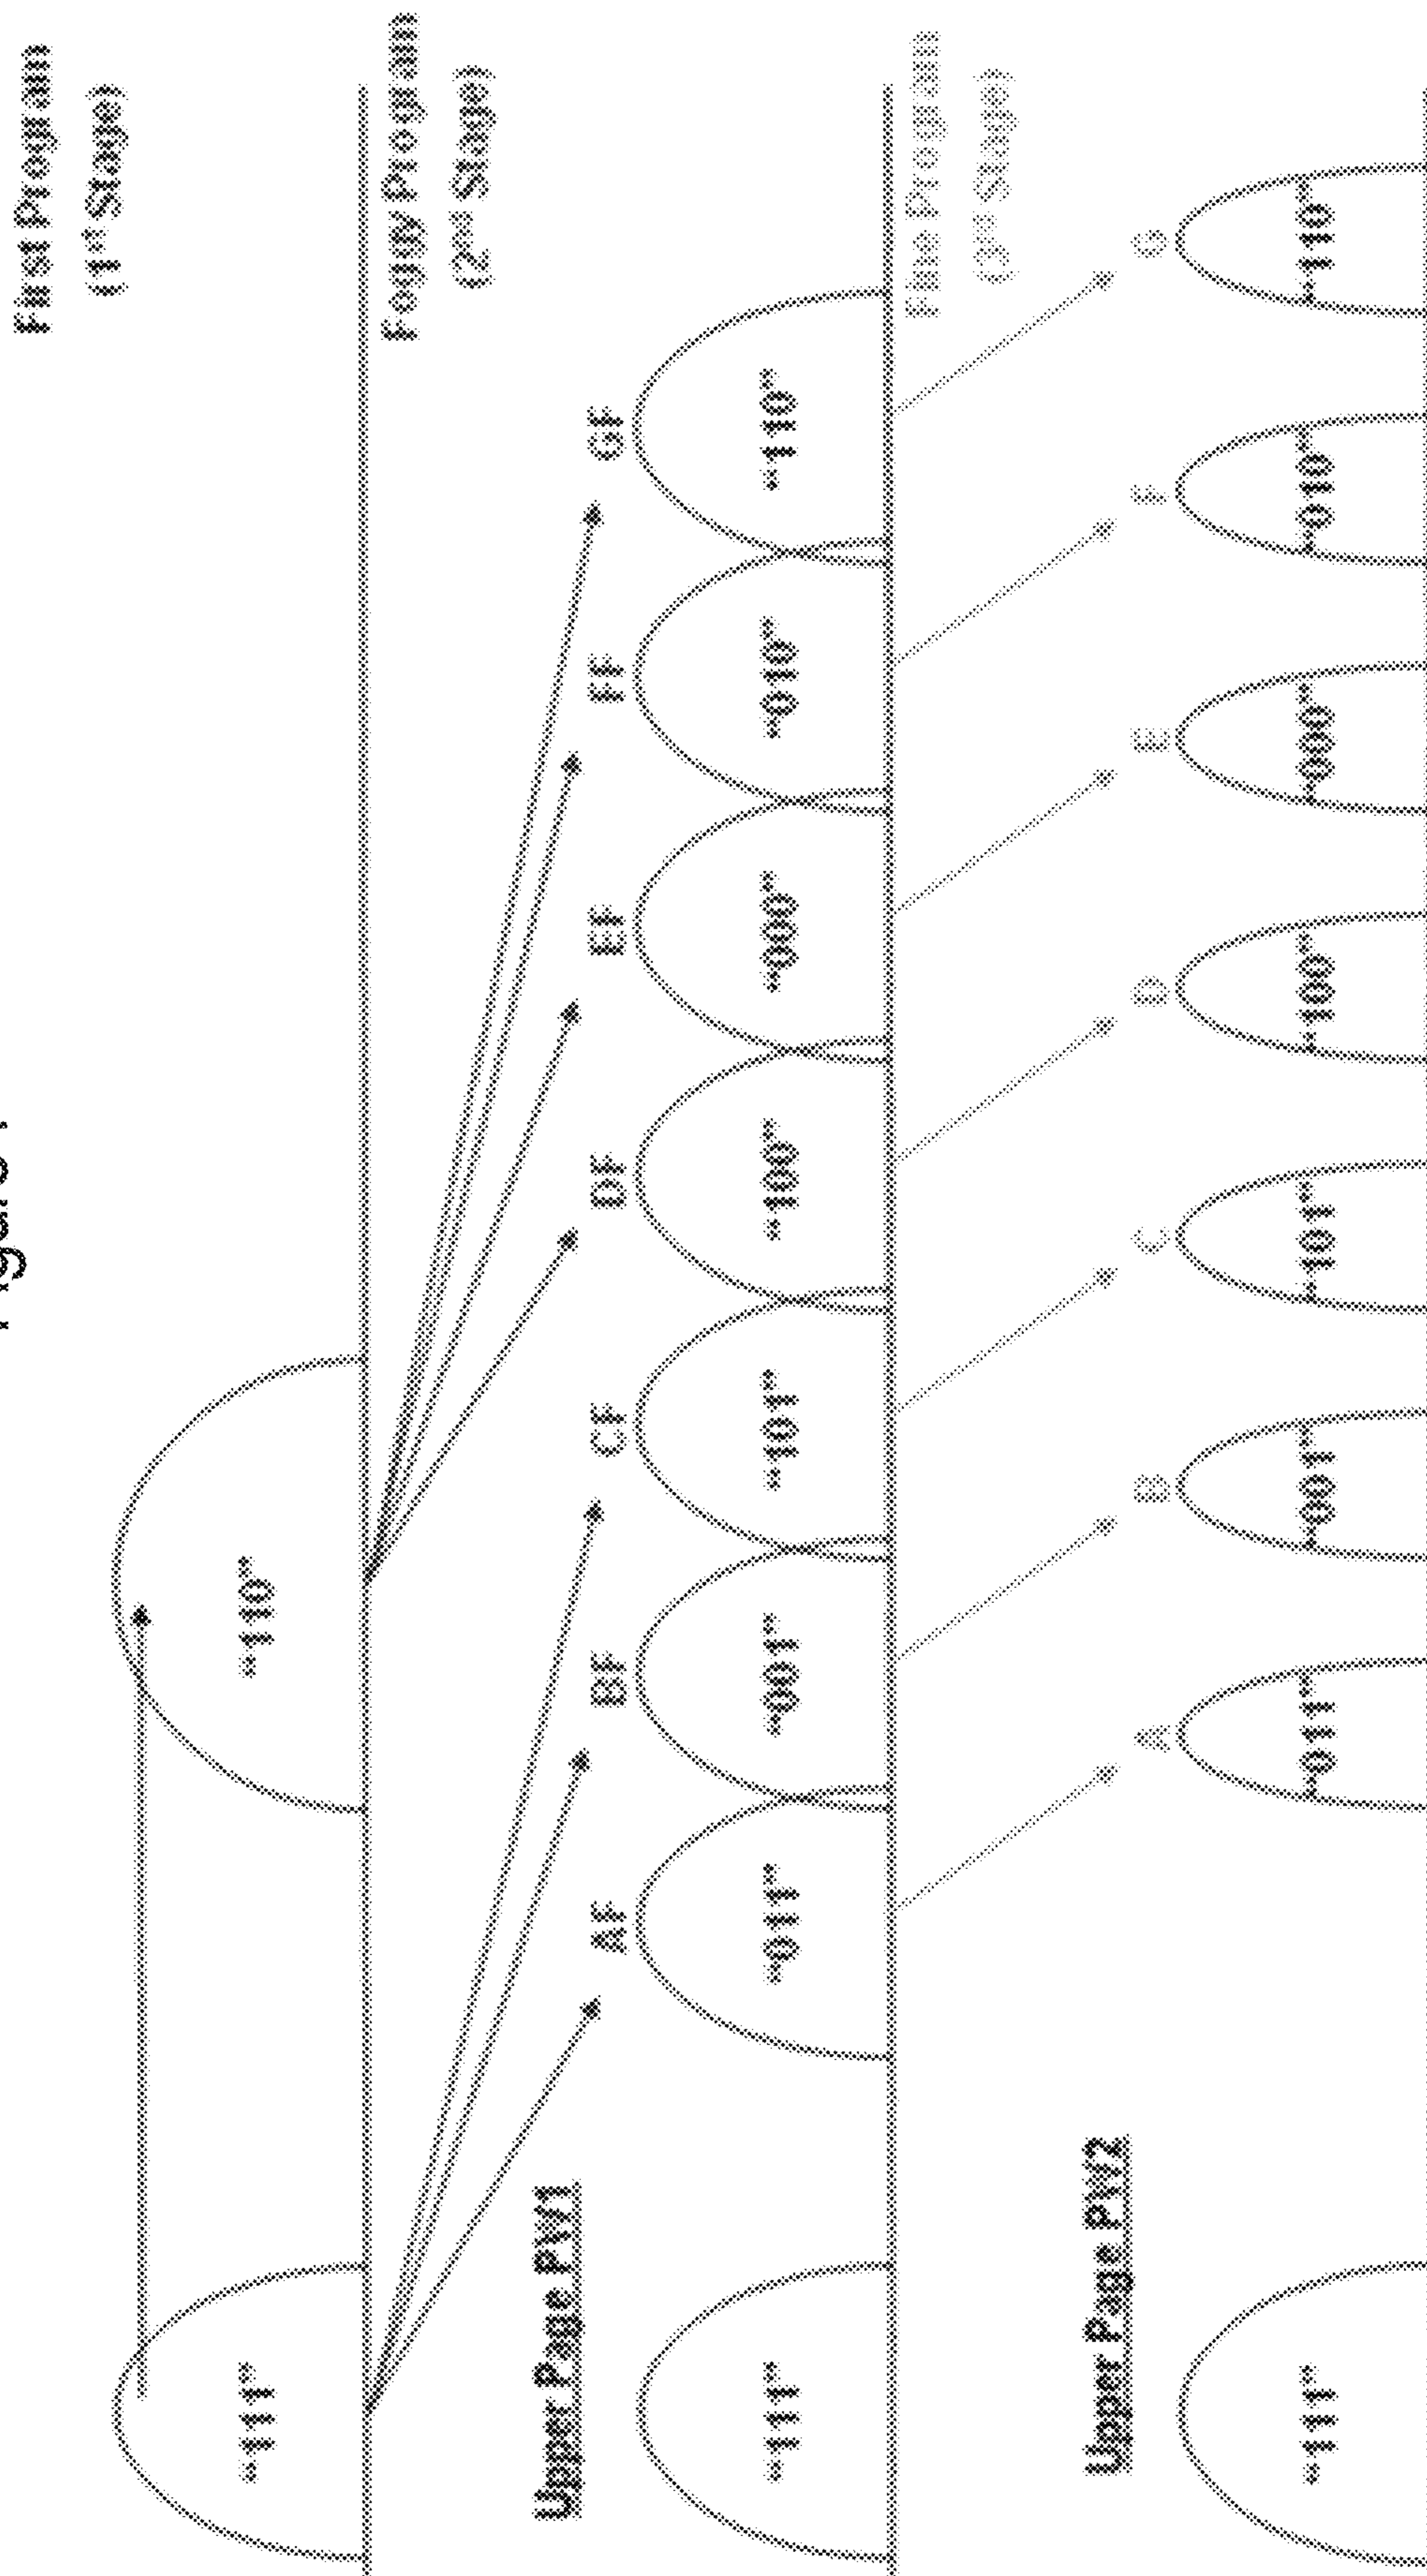 First Program
(1st Stage)
"111"
"110"
Foggy Program
(2nd Stage)
Upper Page PW1
AF
BF
CF
DF
EF
FF
GF
"111"
"011"
"001"
"101"
"100"
"000"
"010"
"110"
Fine Program
(3rd Stage)
Upper Page PW2
A
B
C
D
E
F
G
"111"
"011"
"001"
"101"
"100"
"000"
"010"
"110"